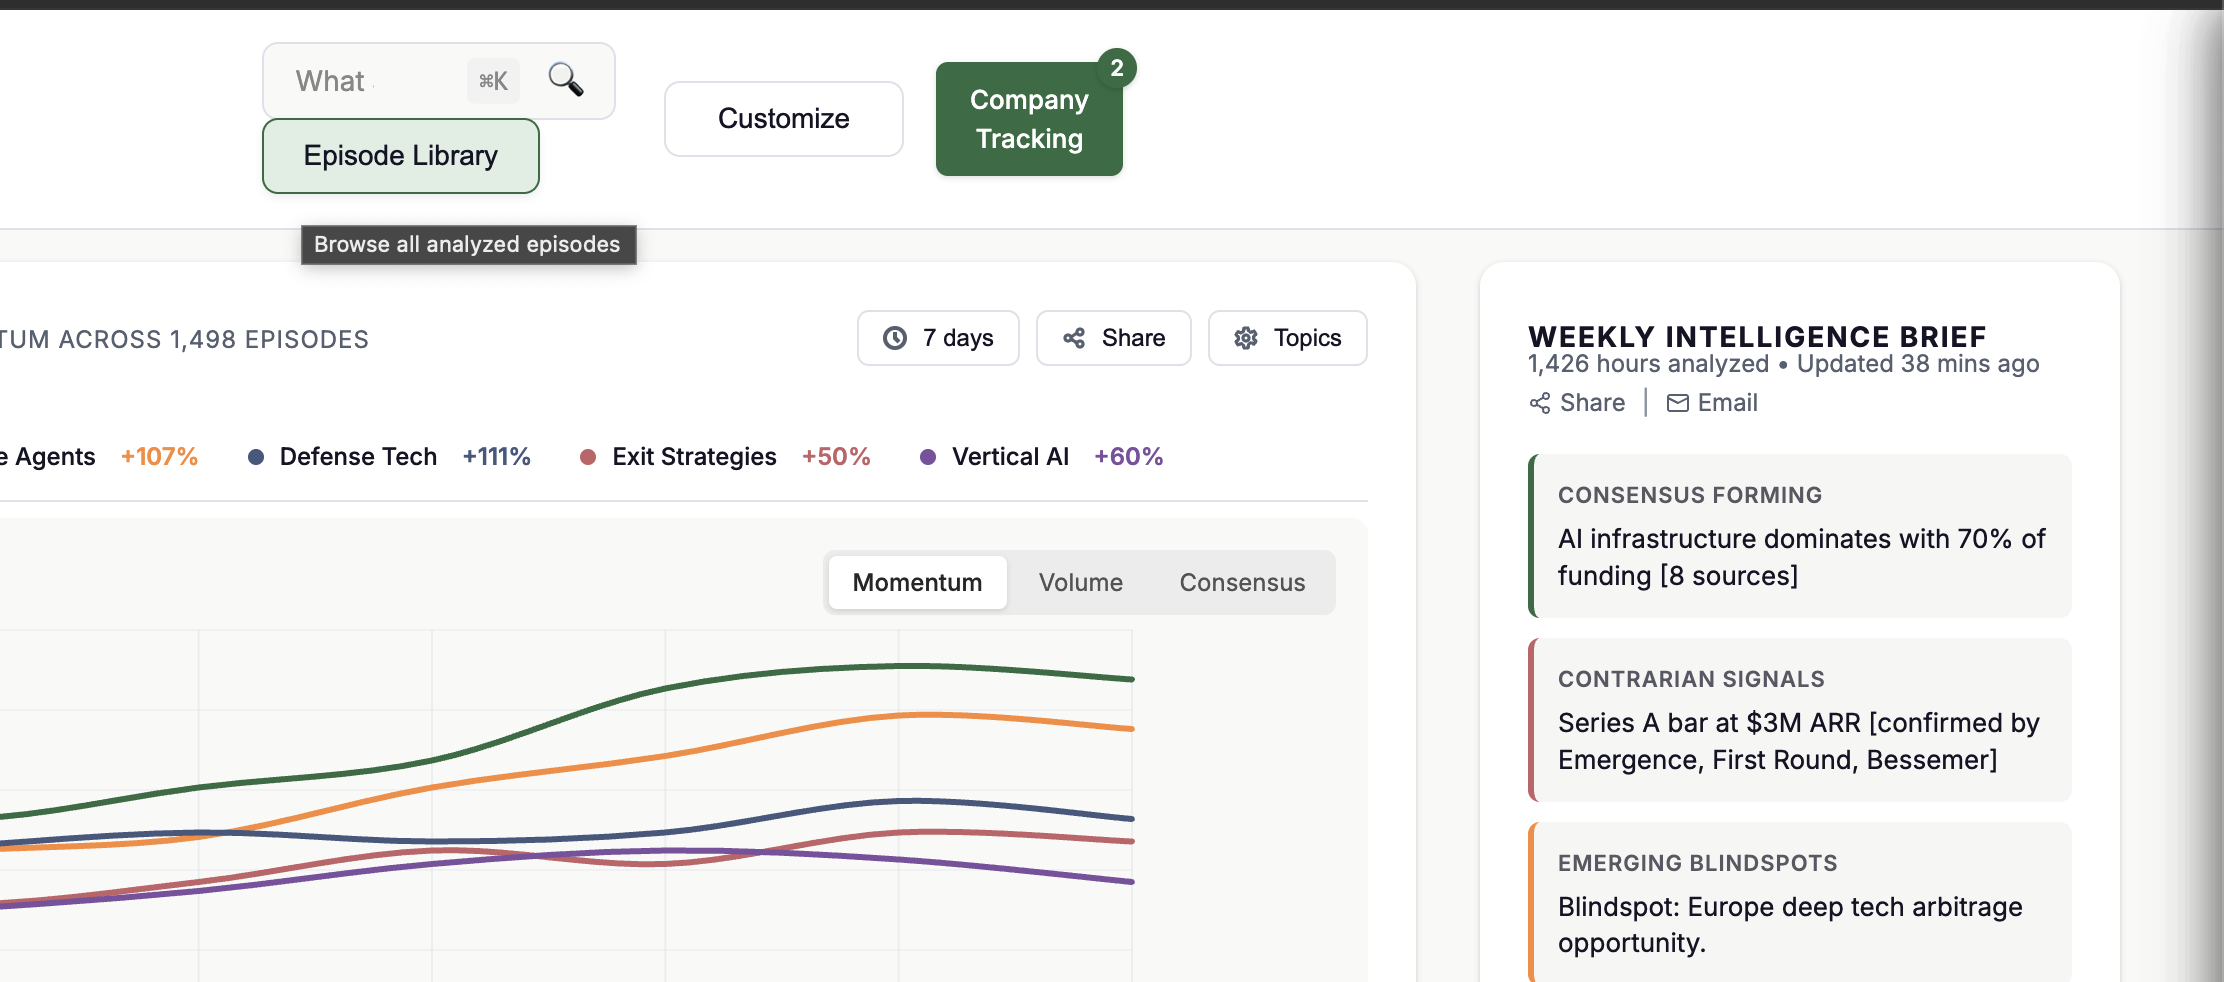 What
⌘K
Episode Library
Customize
Company
Tracking
2
Browse all analyzed episodes
ACROSS 1,498 EPISODES
7 days
Share
Topics
Agents +107%
Defense Tech +111%
Exit Strategies +50%
Vertical AI +60%
Momentum
Volume
Consensus
WEEKLY INTELLIGENCE BRIEF
1,426 hours analyzed • Updated 38 mins ago
Share | Email
CONSENSUS FORMING
AI infrastructure dominates with 70% of
funding [8 sources]
CONTRARIAN SIGNALS
Series A bar at $3M ARR [confirmed by
Emergence, First Round, Bessemer]
EMERGING BLINDSPOTS
Blindspot: Europe deep tech arbitrage
opportunity.